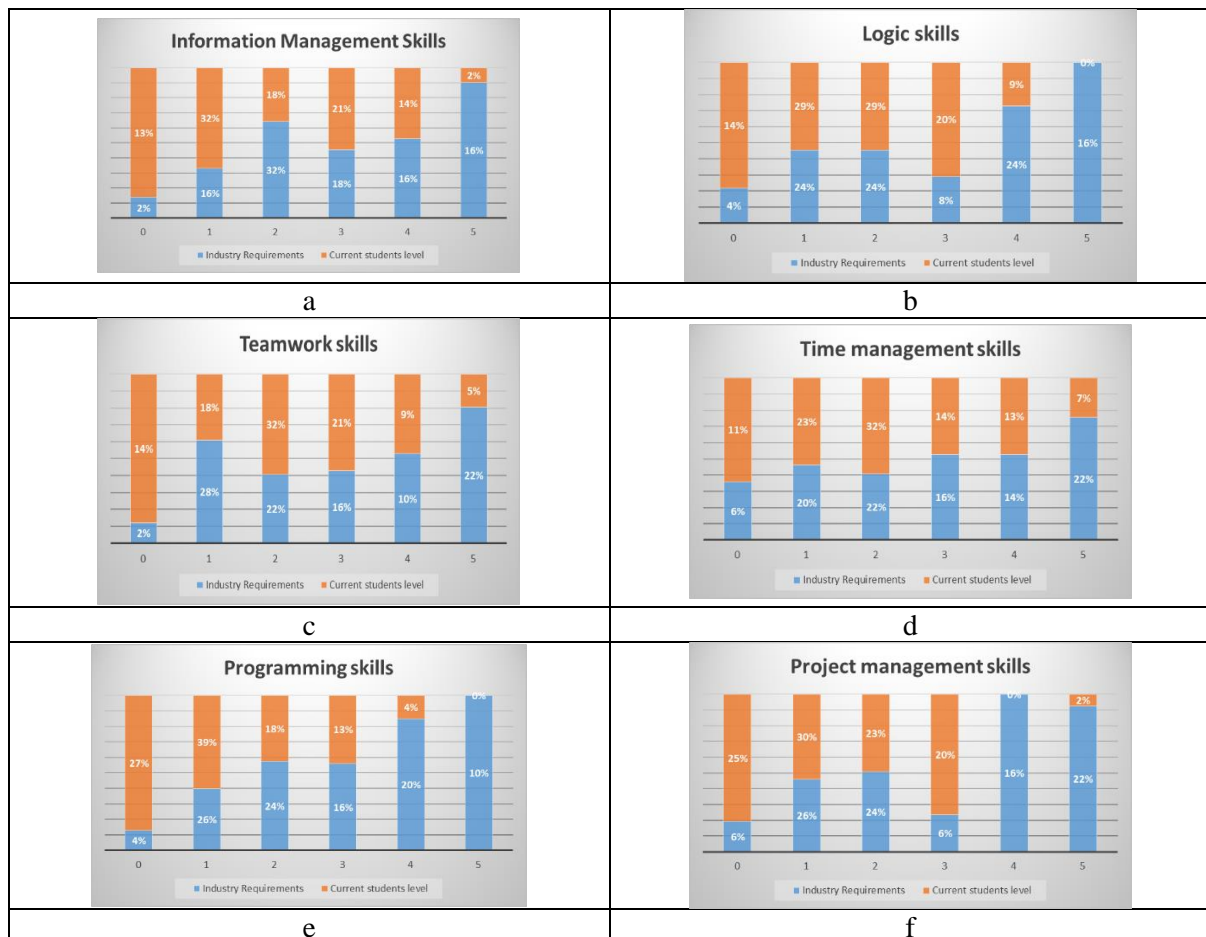 Information Management Skills
13% 32% 18% 21% 14% 2%
2% 16% 32% 18% 16% 16%
0 1 2 3 4 5
Industry Requirements Current students level
a
Logic skills
14% 29% 29% 20% 9% 0%
4% 24% 24% 8% 24% 16%
0 1 2 3 4 5
Industry Requirements Current students level
b
Teamwork skills
14% 18% 32% 21% 9% 5%
2% 28% 22% 16% 10% 22%
0 1 2 3 4 5
Industry Requirements Current students level
c
Time management skills
11% 23% 32% 14% 13% 7%
6% 20% 22% 16% 14% 22%
0 1 2 3 4 5
Industry Requirements Current students level
d
Programming skills
27% 39% 18% 13% 4% 0%
4% 26% 24% 16% 20% 10%
0 1 2 3 4 5
Industry Requirements Current students level
e
Project management skills
25% 30% 23% 20% 0% 2%
6% 26% 24% 6% 16% 22%
0 1 2 3 4 5
Industry Requirements Current students level
f